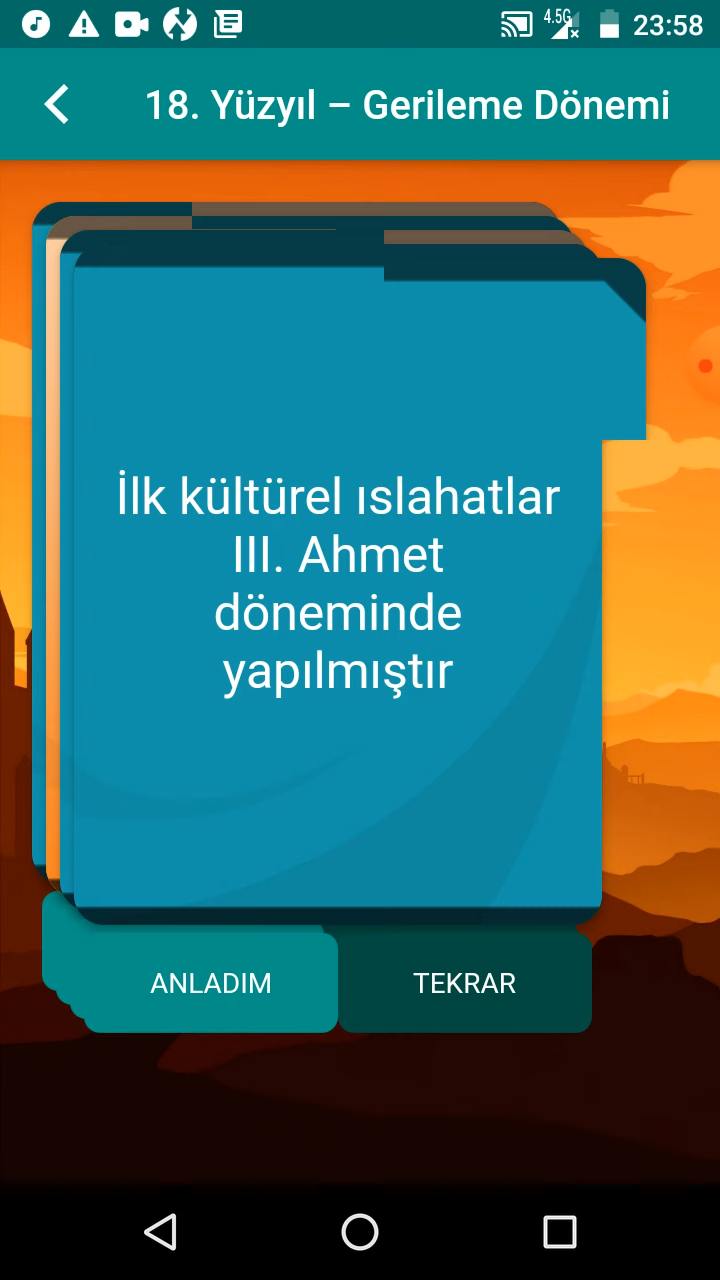 4.5G
23:58
18. Yüzyıl – Gerileme Dönemi
İlk kültürel ıslahatlar
III. Ahmet
döneminde
yapılmıştır
ANLADIM
TEKRAR